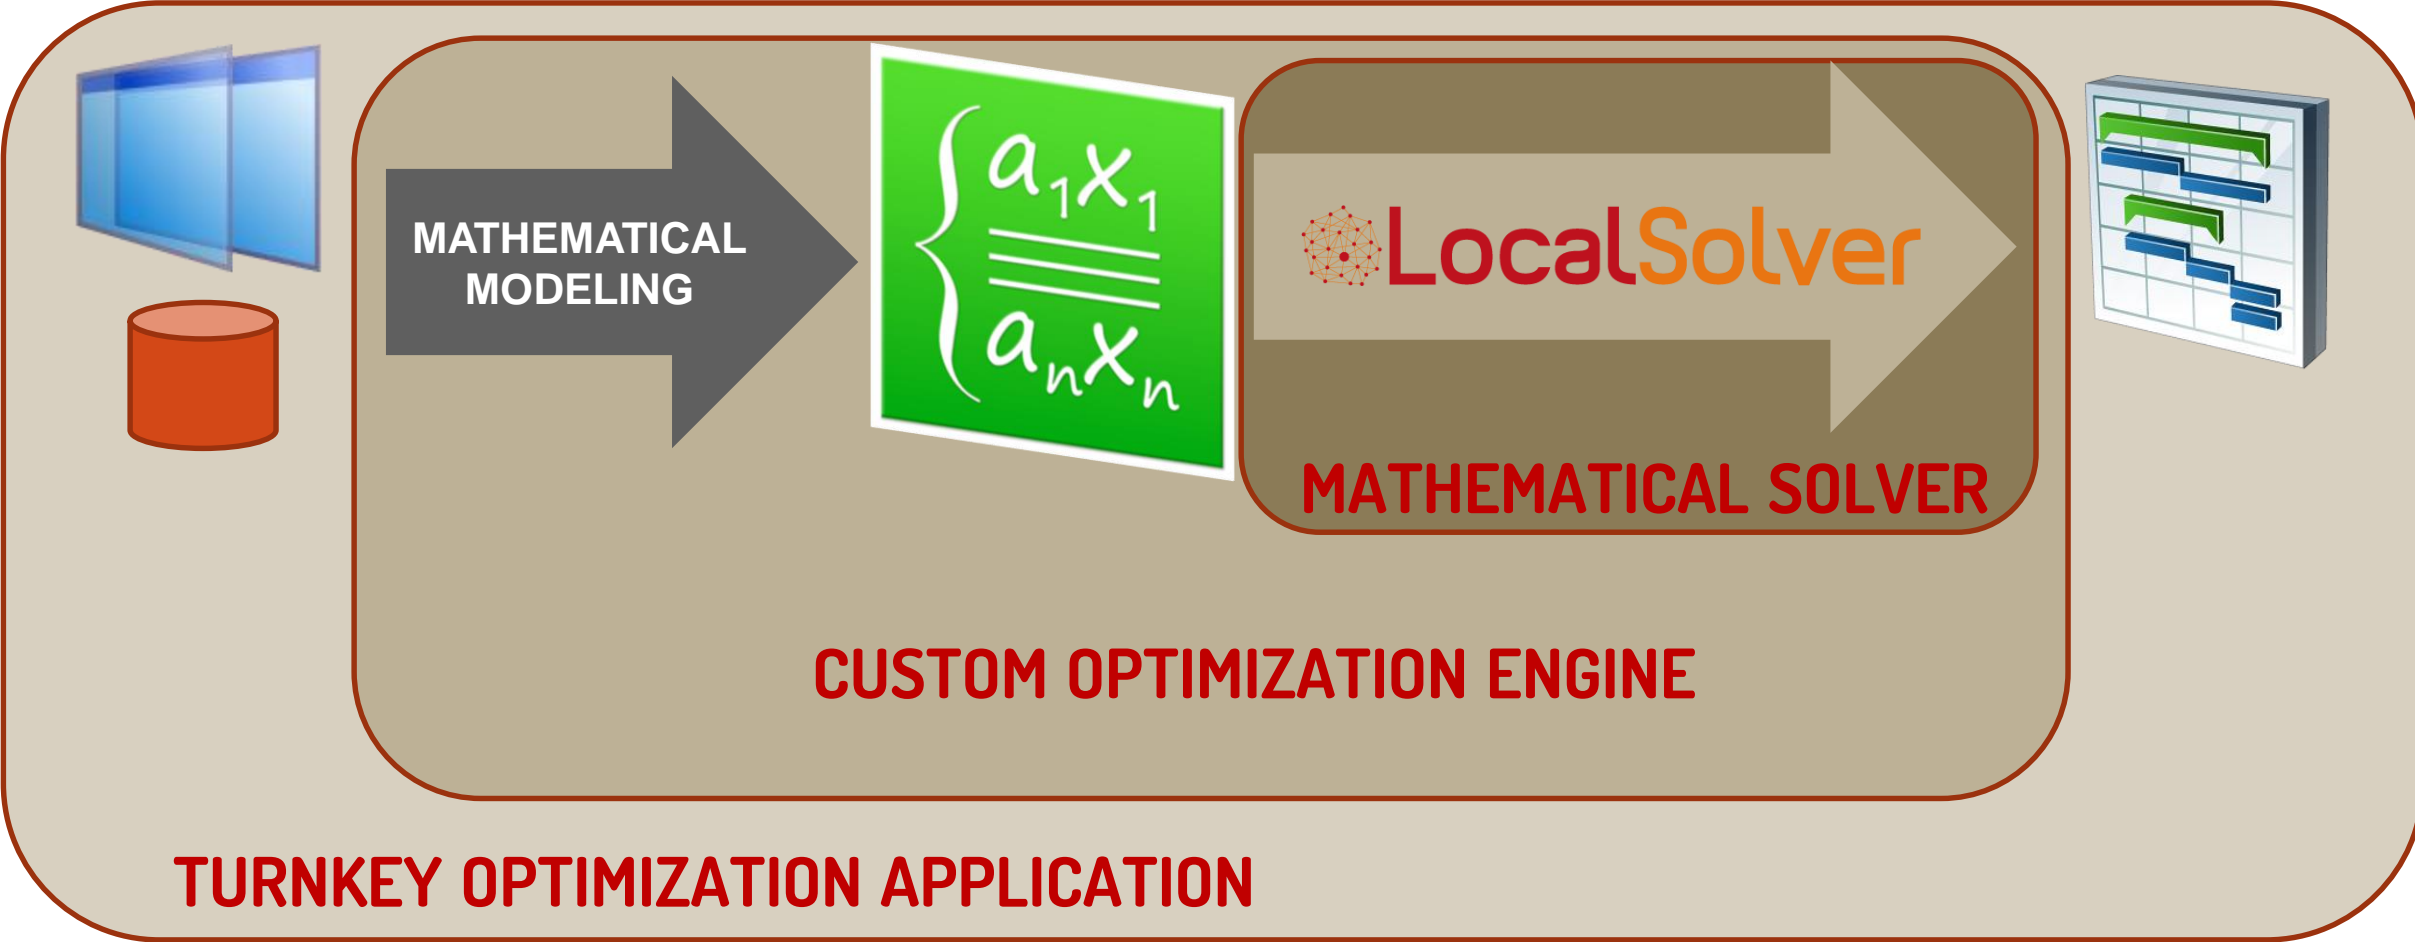 MATHEMATICAL
MODELING
a₁x₁
aₙxₙ
LocalSolver
MATHEMATICAL SOLVER
CUSTOM OPTIMIZATION ENGINE
TURNKEY OPTIMIZATION APPLICATION